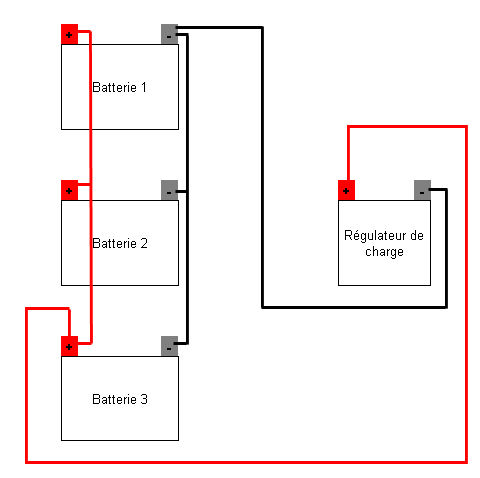 + -
Batterie 1
+ -
Batterie 2
+ -
Régulateur de
charge
+ -
Batterie 3